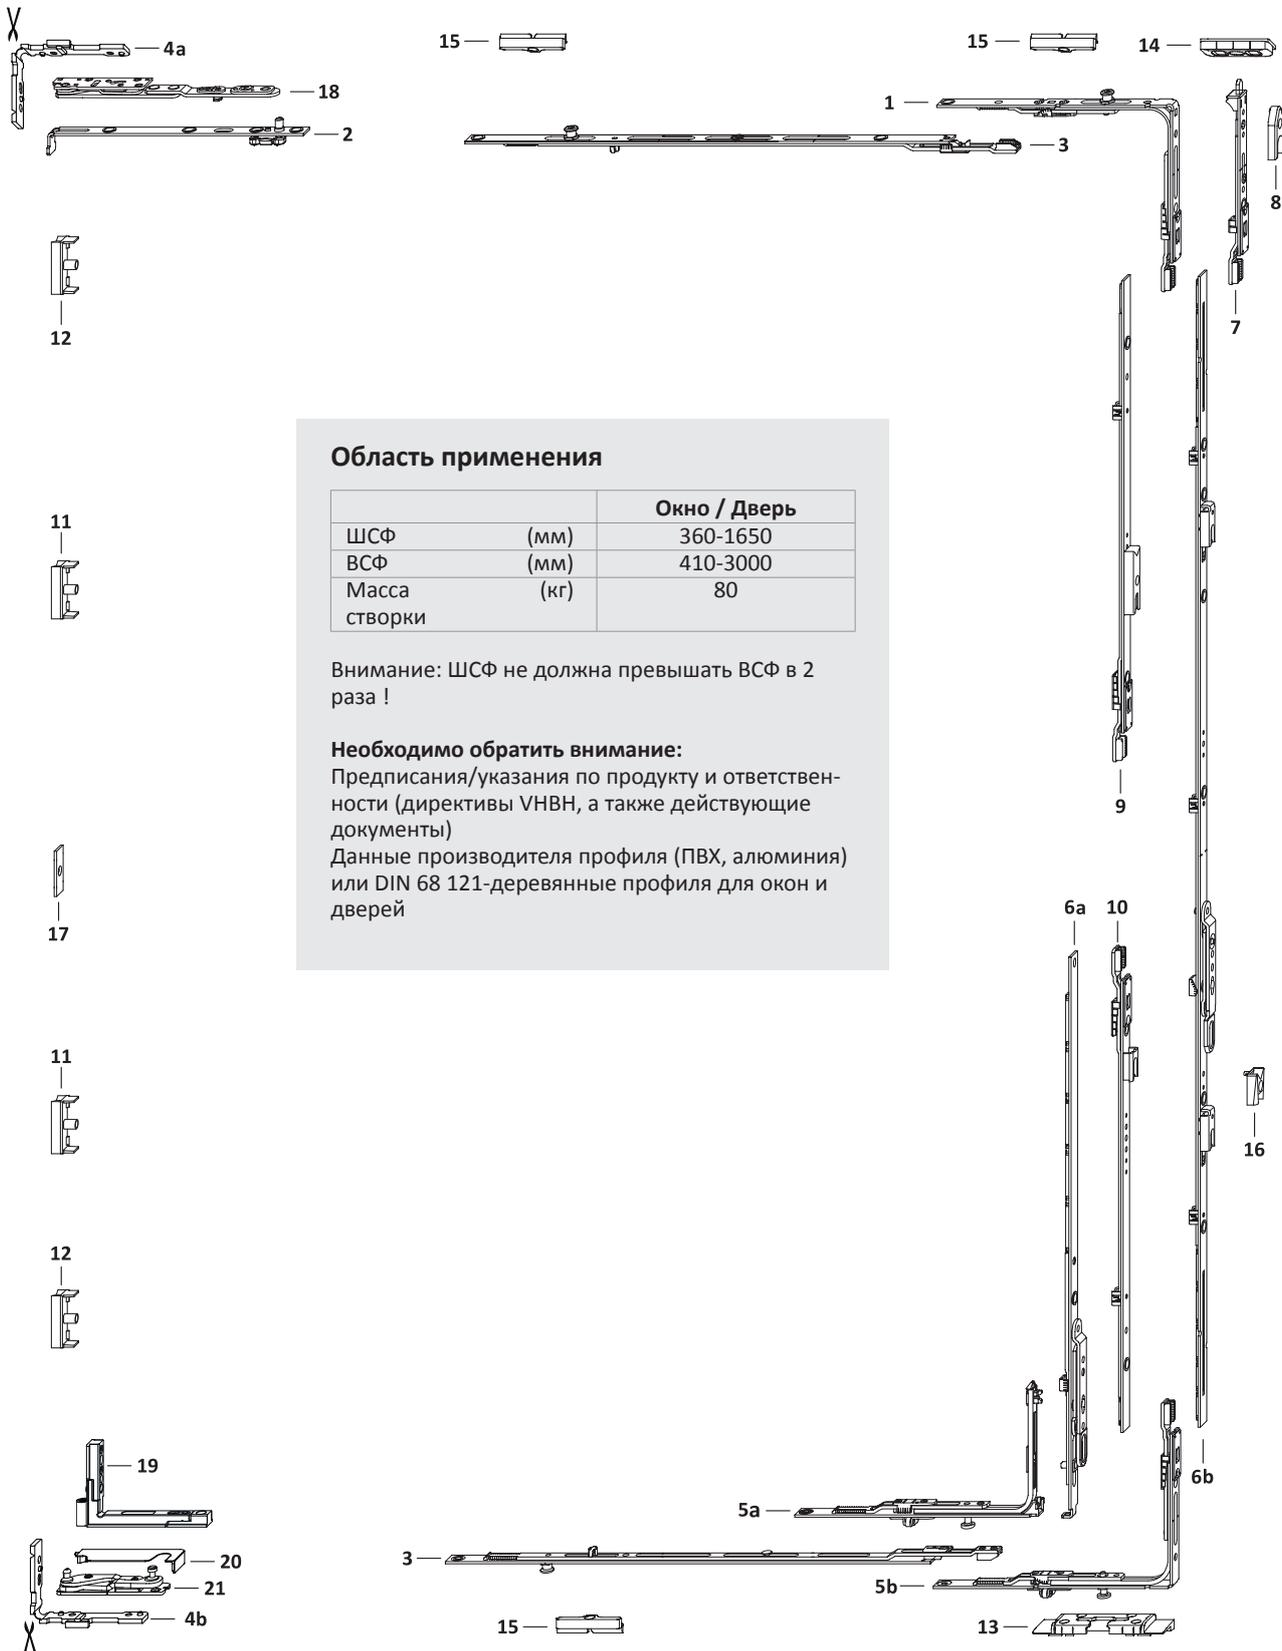 4a
15
15
14
18
1
2
3
8
12
7
Область применения
Окно / Дверь
ШСФ (мм) 360-1650
ВСФ (мм) 410-3000
Масса (кг) 80
створки
Внимание: ШСФ не должна превышать ВСФ в 2
раза !
Необходимо обратить внимание:
Предписания/указания по продукту и ответствен-
ности (директивы VHBH, а также действующие
документы)
Данные производителя профиля (ПВХ, алюминия)
или DIN 68 121-деревянные профиля для окон и
дверей
11
9
17
6a 10
11
16
12
19
6b
5a
3
20
21
5b
4b
15
13